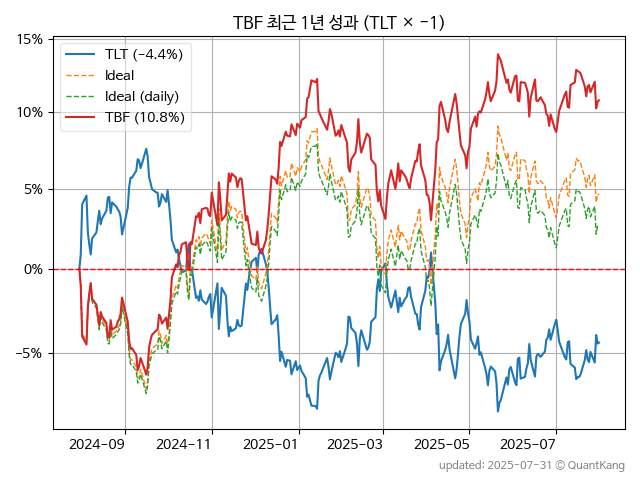 TBF 최근 1년 성과 (TLT × -1)
15%
10%
5%
0%
−5%
TLT (-4.4%)
Ideal
Ideal (daily)
TBF (10.8%)
2024-09
2024-11
2025-01
2025-03
2025-05
2025-07
updated: 2025-07-31 © QuantKang